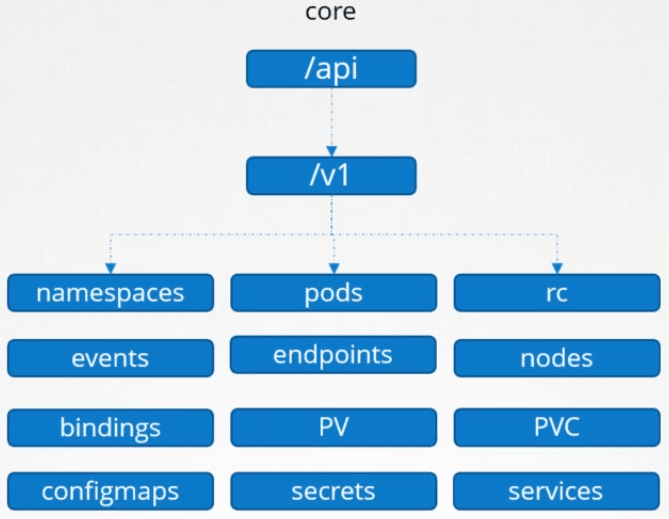 core
/api
/v1
namespaces
pods
rc
events
endpoints
nodes
bindings
PV
PVC
configmaps
secrets
services